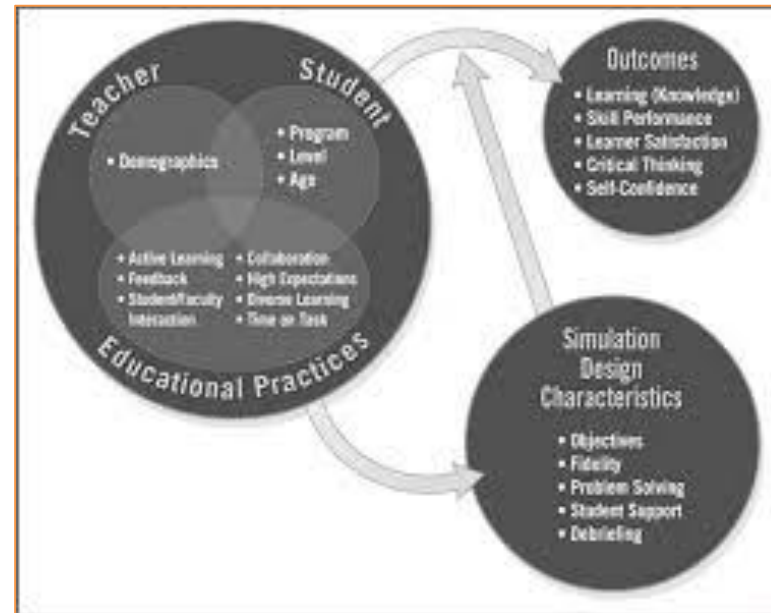 Teacher
Student
• Demographics
• Program
• Level
• Age
• Active Learning
• Feedback
• Student/Faculty
Interaction
• Collaboration
• High Expectations
• Diverse Learning
• Time on Task
Educational Practices
Outcomes
• Learning (Knowledge)
• Skill Performance
• Learner Satisfaction
• Critical Thinking
• Self-Confidence
Simulation
Design
Characteristics
• Objectives
• Fidelity
• Problem Solving
• Student Support
• Debriefing